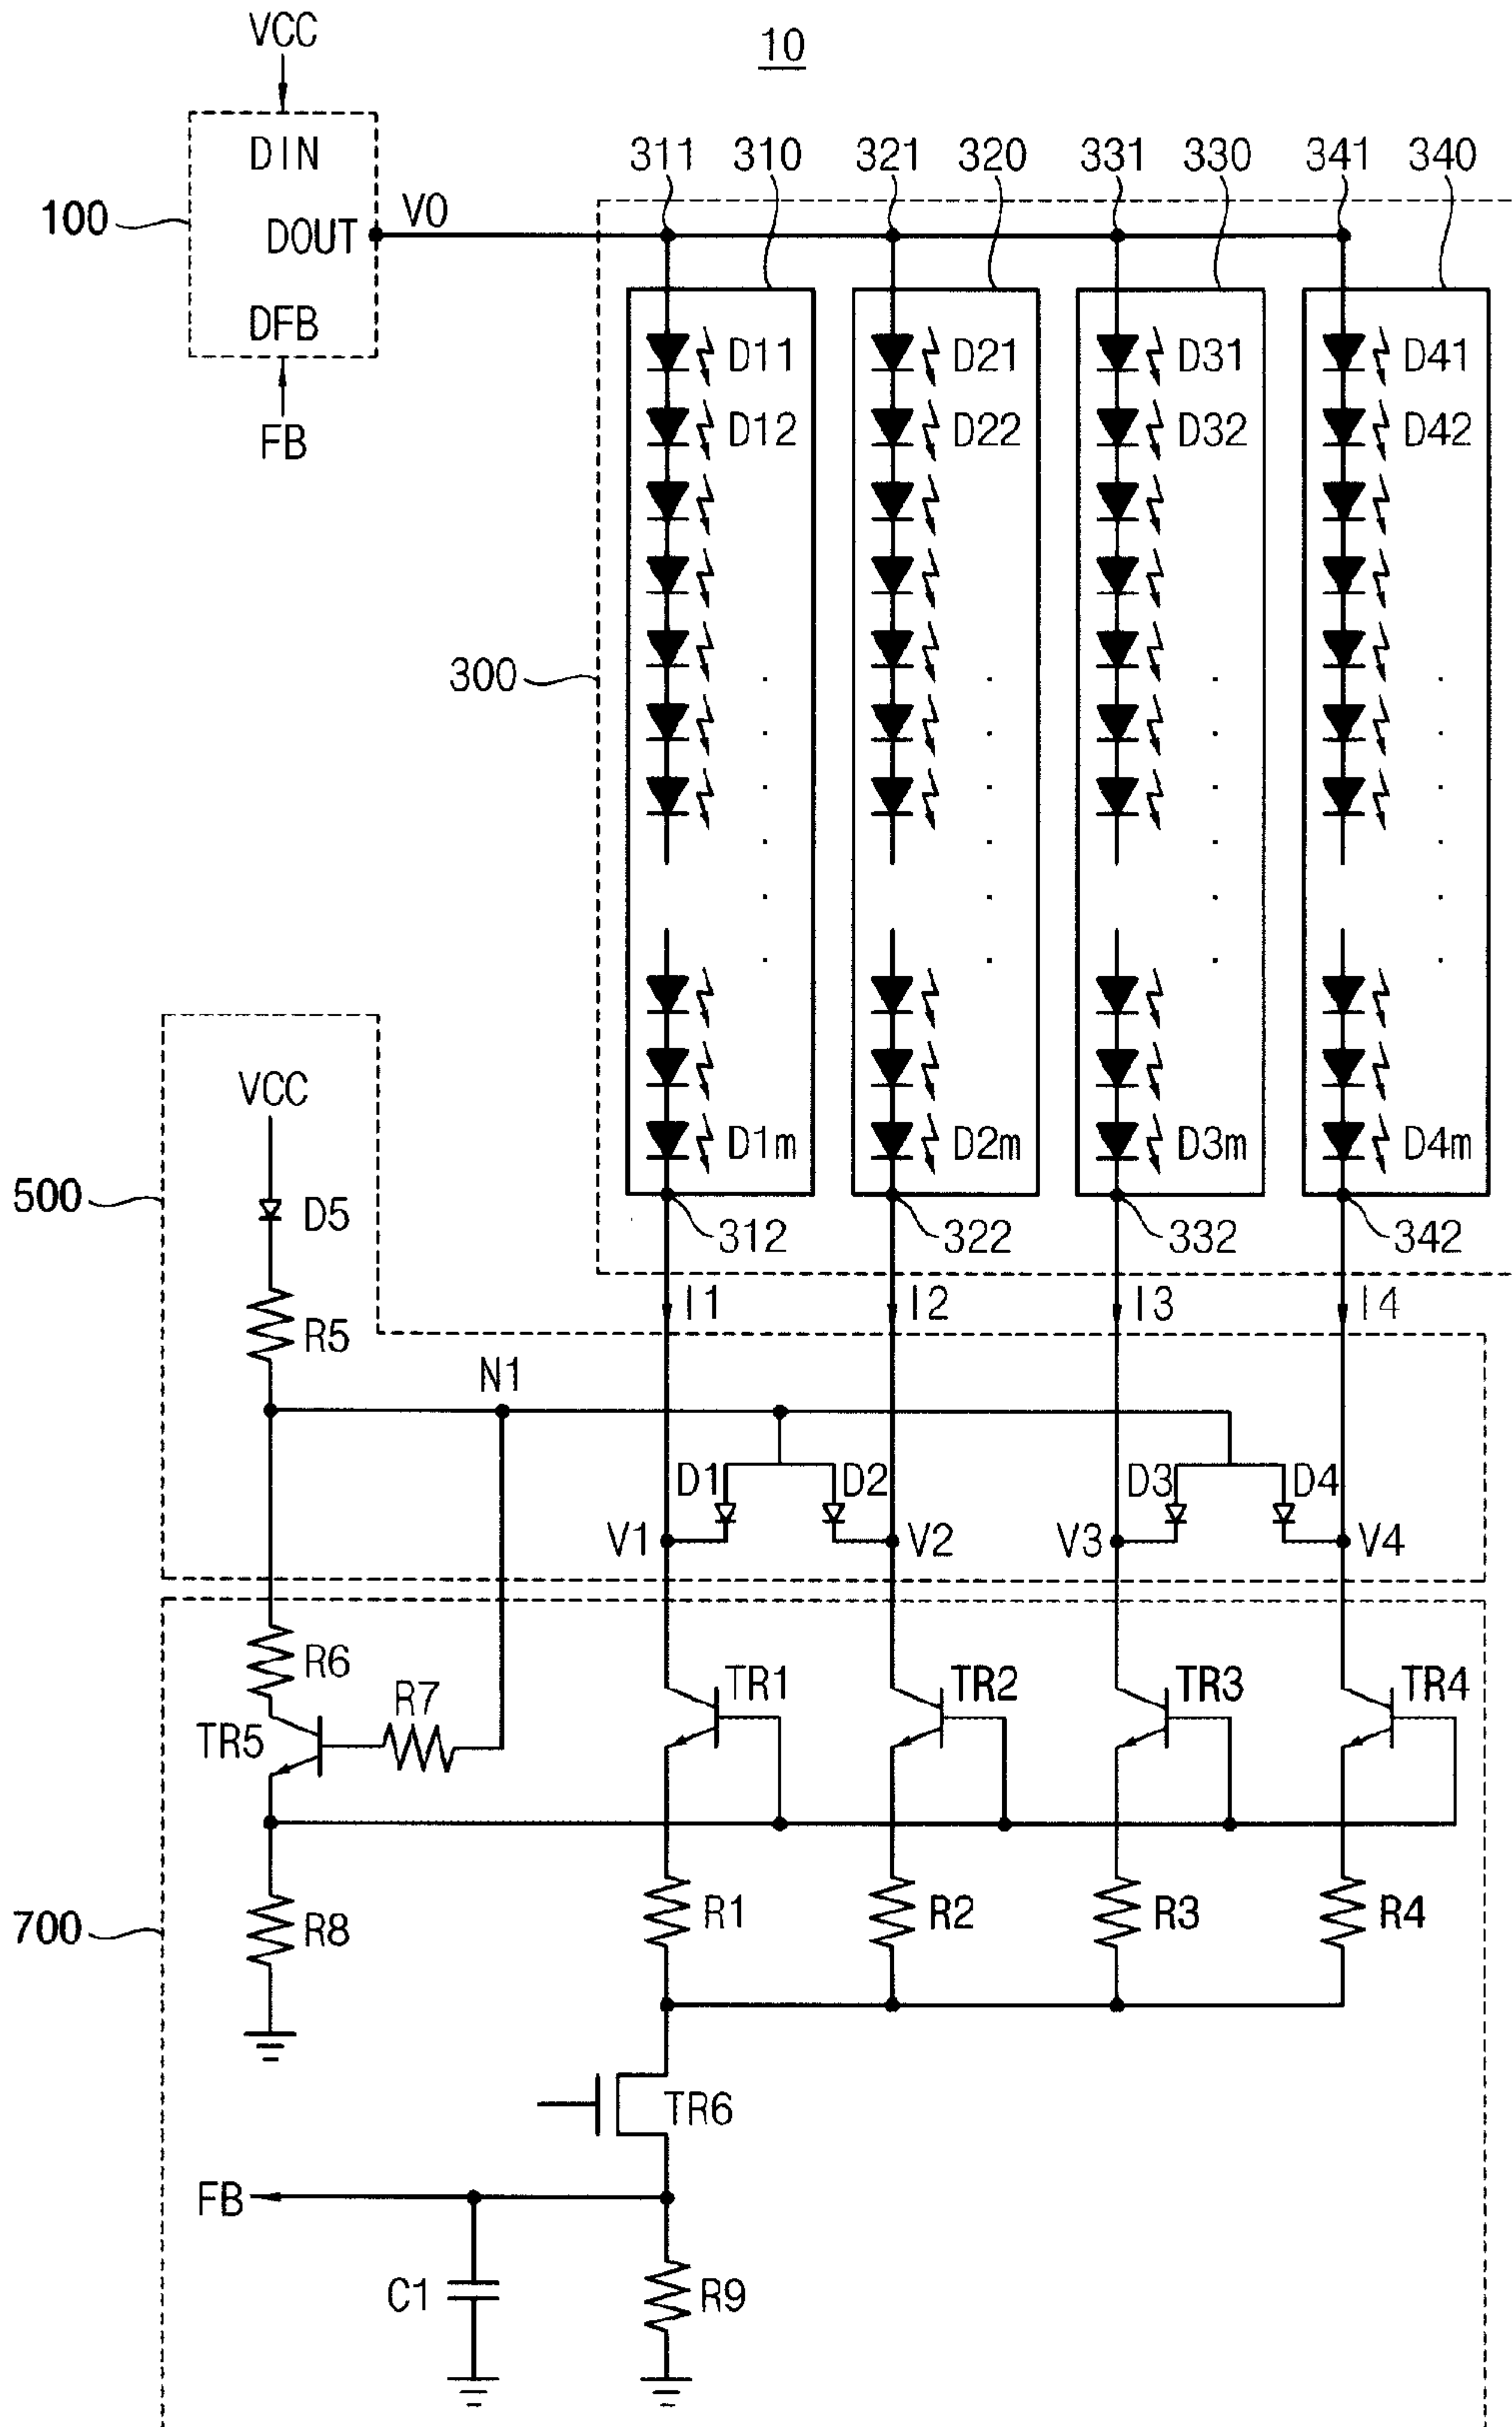 VCC
10
DIN
311 310 321 320 331 330 341 340
100
DOUT
VO
DFB
FB
D11 D21 D31 D41
D12 D22 D32 D42
300
VCC
D1m D2m D3m D4m
500
D5
312 322 332 342
I1 I2 I3 I4
R5
N1
D1 D2 D3 D4
V1 V2 V3 V4
R6
TR1 TR2 TR3 TR4
R7
TR5
700
R8
R1 R2 R3 R4
TR6
FB
C1
R9